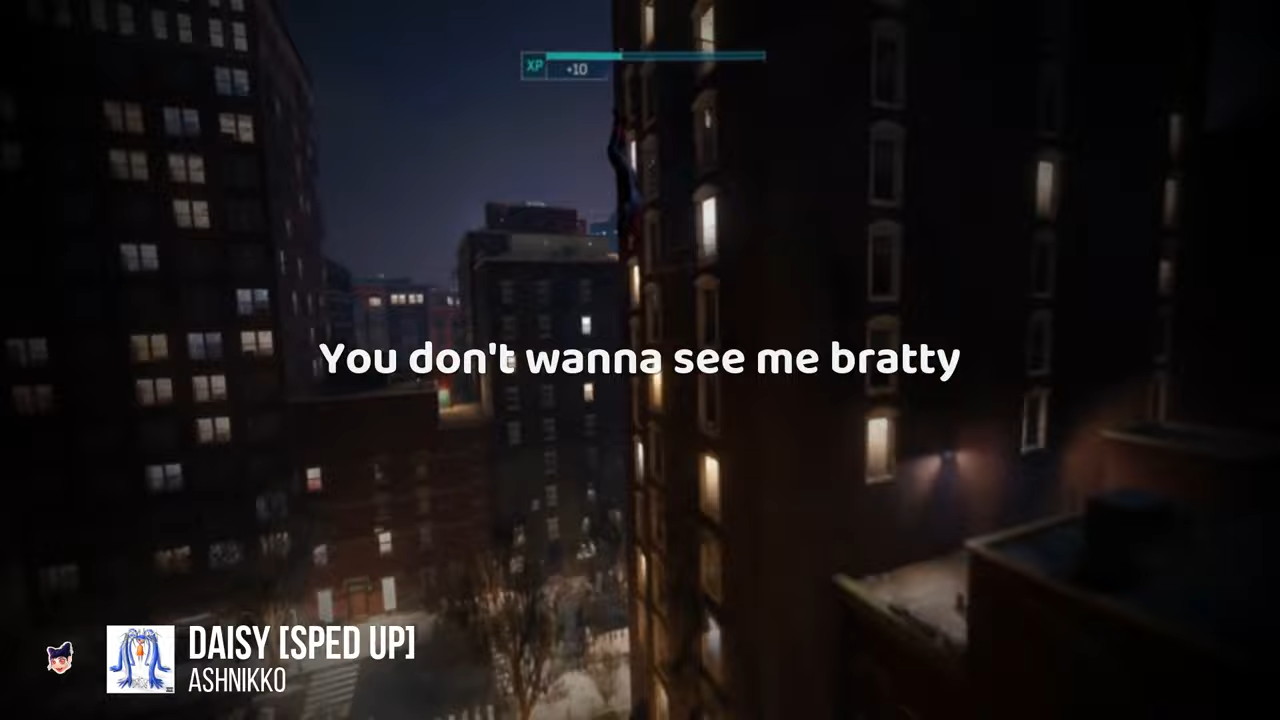 XP
+10
You don't wanna see me bratty
DAISY [SPED UP]
ASHNIKKO